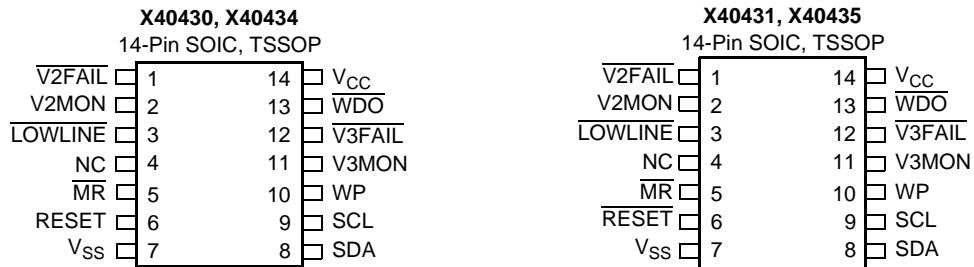 X40430, X40434
14-Pin SOIC, TSSOP
V2FAIL 1 14 VCC
V2MON 2 13 WDO
LOWLINE 3 12 V3FAIL
NC 4 11 V3MON
MR 5 10 WP
RESET 6 9 SCL
VSS 7 8 SDA
X40431, X40435
14-Pin SOIC, TSSOP
V2FAIL 1 14 VCC
V2MON 2 13 WDO
LOWLINE 3 12 V3FAIL
NC 4 11 V3MON
MR 5 10 WP
RESET 6 9 SCL
VSS 7 8 SDA